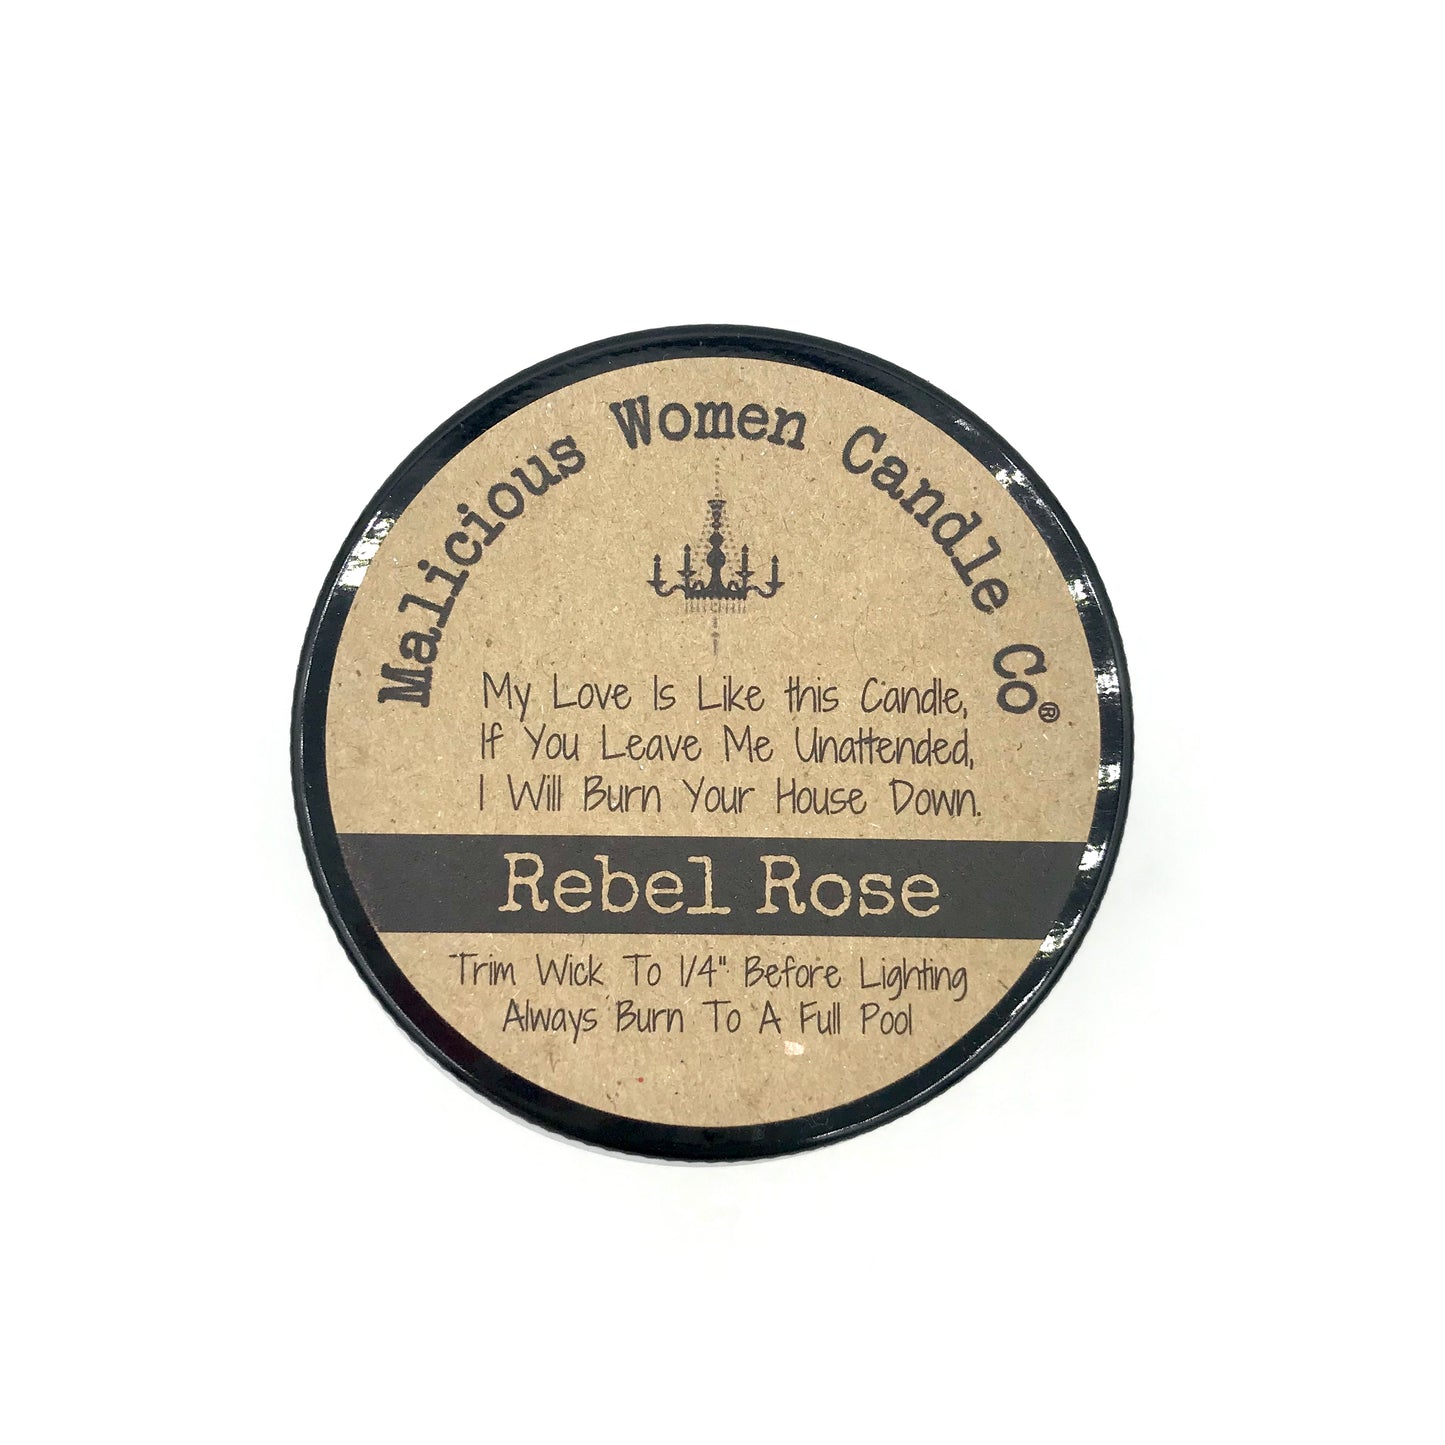 Malicious Women Candle Co®
My Love Is Like this Candle,
If You Leave Me Unattended,
I Will Burn Your House Down.
Rebel Rose
Trim Wick To 1/4" Before Lighting
Always Burn To A Full Pool